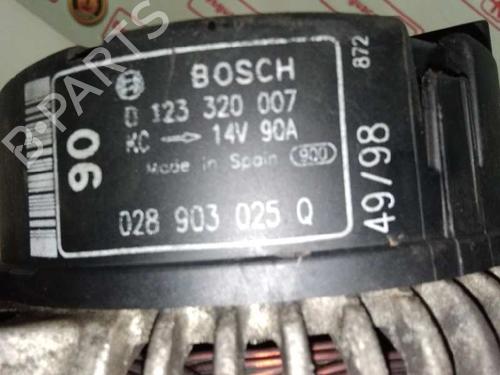 BOSCH
0 123 320 007
KC → 14V 90A
Made in Spain 900
028 903 025 Q
90
872
49/98
B-PARTS